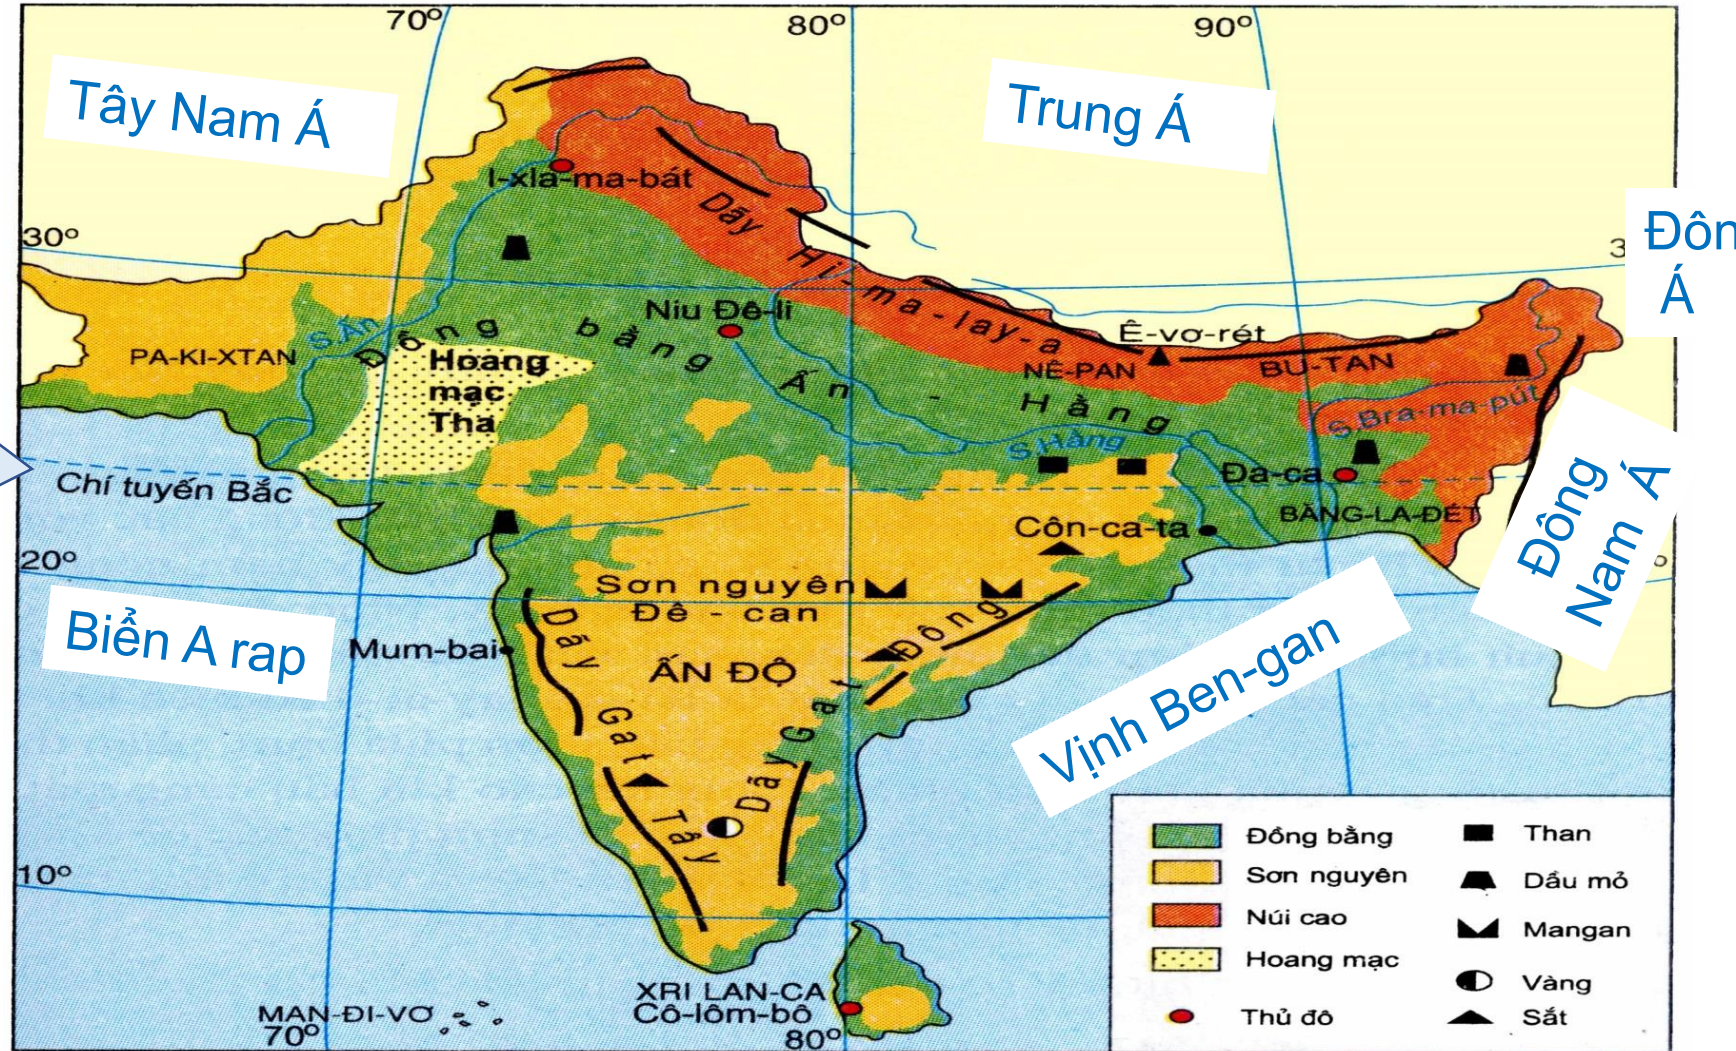 70°
80°
90°
Tây Nam Á
Trung Á
I-xla-ma-bát
Dãy Hi-ma-lay-a
30°
3
Đôn
Á
Niu Đê-li
S.Ấn
Đồng bằng Ấn - Hằng
Ê-vơ-rét
PA-KI-XTAN
Hoang
mạc
Tha
NÊ-PAN
BU-TAN
S.Bra-ma-pút
S.Hằng
Đa-ca
Chí tuyến Bắc
Côn-ca-ta
BĂNG-LA-ĐÉT
Đông
Nam Á
20°
Sơn nguyên
Đê - can
Biển A rap
Mum-bai
ẤN ĐỘ
Dãy Gat Tây
Dãy Gat Đông
Vịnh Ben-gan
10°
Đồng bằng
Sơn nguyên
Núi cao
Hoang mạc
Thủ đô
Than
Dầu mỏ
Mangan
Vàng
Sắt
MAN-ĐI-VƠ
XRI LAN-CA
Cô-lôm-bô
70°
80°